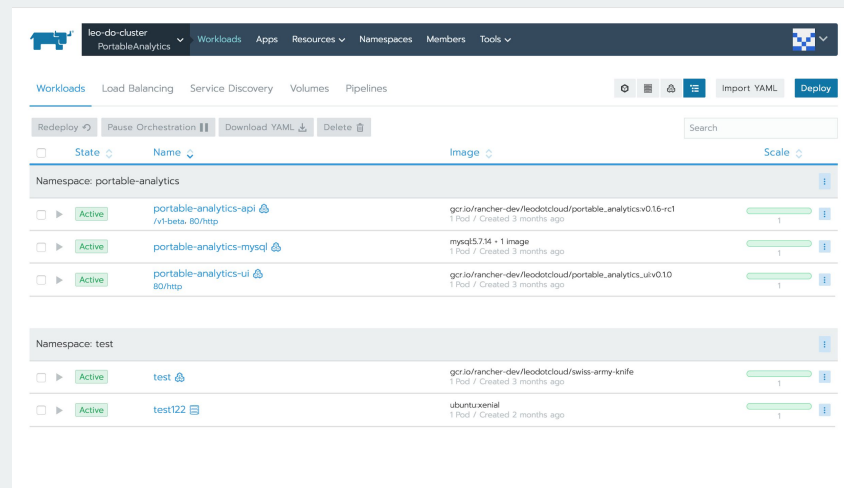 leo-do-cluster
PortableAnalytics
Workloads Apps Resources Namespaces Members Tools
Workloads Load Balancing Service Discovery Volumes Pipelines
Import YAML Deploy
Redeploy Pause Orchestration Download YAML Delete
Search
State Name Image Scale
Namespace: portable-analytics
Active portable-analytics-api gcr.io/rancher-dev/leodotcloud/portable_analytics:v0.1.6-rc1
/v1-beta, 80/http 1 Pod / Created 3 months ago 1
Active portable-analytics-mysql mysql:5.7.14 + 1 image
1 Pod / Created 3 months ago 1
Active portable-analytics-ui gcr.io/rancher-dev/leodotcloud/portable_analytics_ui:v0.1.0
80/http 1 Pod / Created 3 months ago 1
Namespace: test
Active test gcr.io/rancher-dev/leodotcloud/swiss-army-knife
1 Pod / Created 3 months ago 1
Active test122 ubuntu:xenial
1 Pod / Created 2 months ago 1